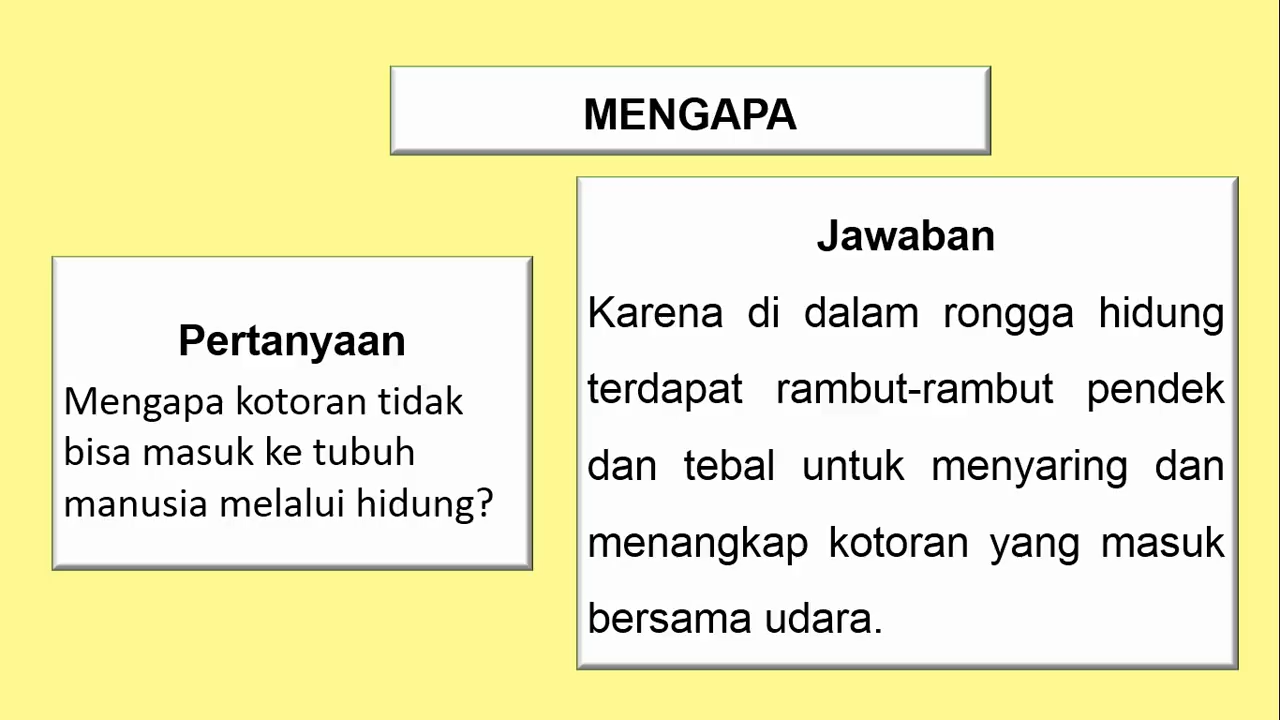 MENGAPA
Pertanyaan
Mengapa kotoran tidak
bisa masuk ke tubuh
manusia melalui hidung?
Jawaban
Karena di dalam rongga hidung
terdapat rambut-rambut pendek
dan tebal untuk menyaring dan
menangkap kotoran yang masuk
bersama udara.